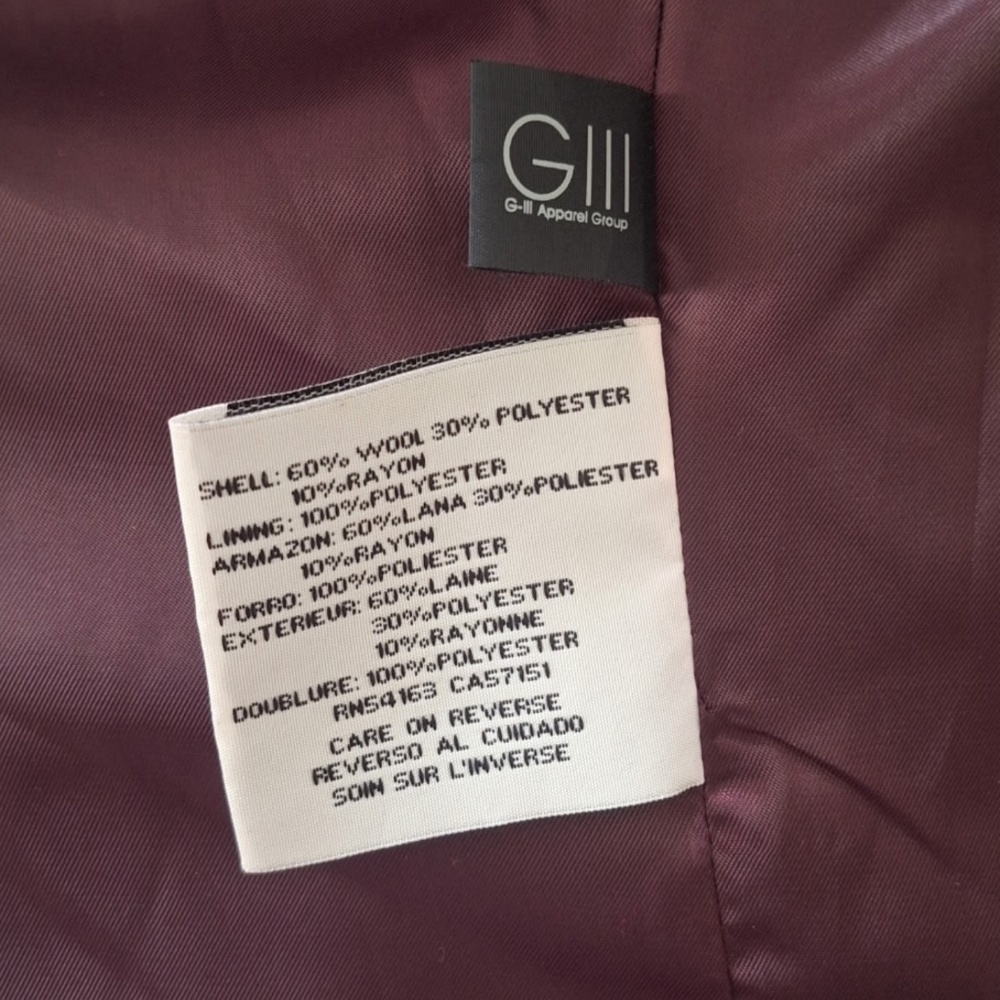 GIII
G-III Apparel Group
SHELL: 60% WOOL 30% POLYESTER
10%RAYON
LINING: 100%POLYESTER
ARMAZON: 60%LANA 30%POLIESTER
10%RAYON
FORRO: 100%POLIESTER
EXTERIEUR: 60%LAINE
30%POLYESTER
10%RAYONNE
DOUBLURE: 100%POLYESTER
RN54163 CA57151
CARE ON REVERSE
REVERSO AL CUIDADO
SOIN SUR L'INVERSE